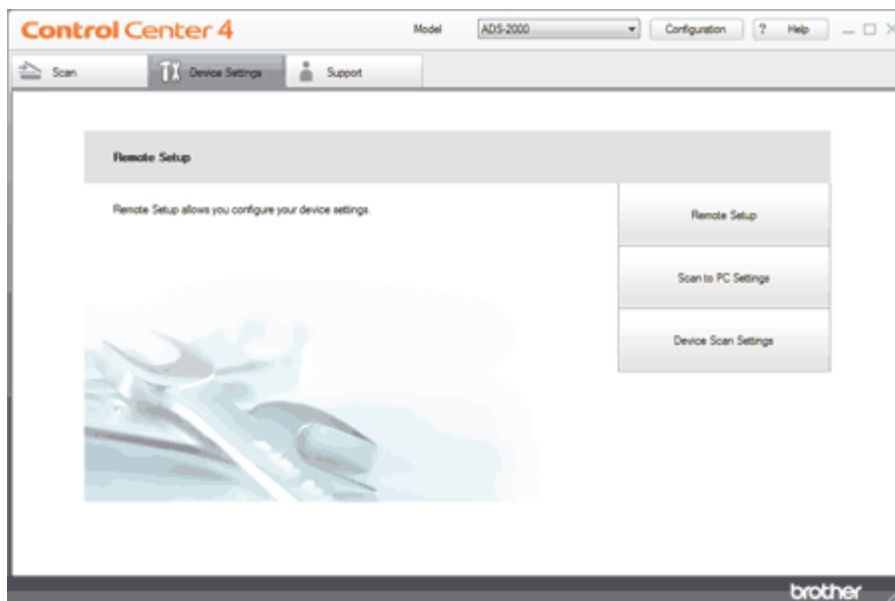 Control Center 4
Model ADS-2000 Configuration ? Help
Scan Device Settings Support
Remote Setup
Remote Setup allows you configure your device settings.
Remote Setup
Scan to PC Settings
Device Scan Settings
brother